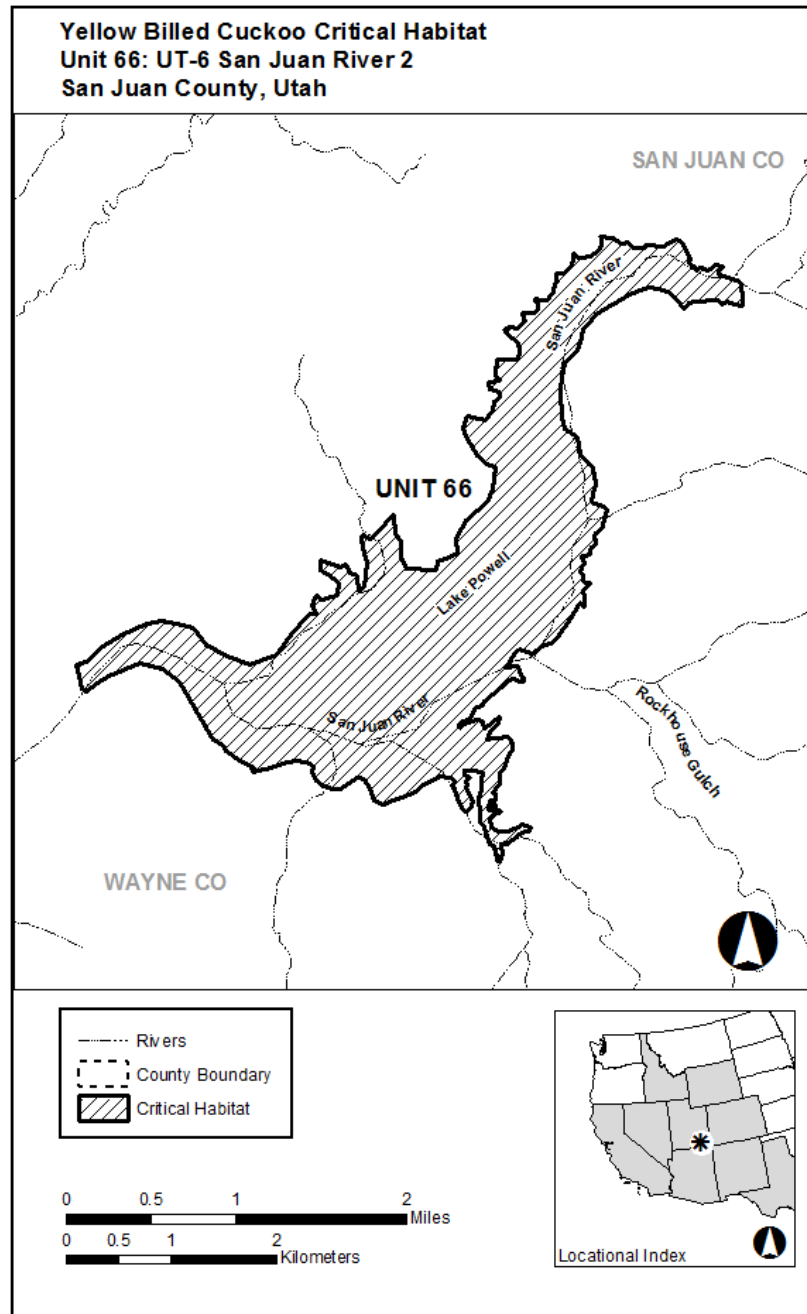 Yellow Billed Cuckoo Critical Habitat
Unit 66: UT-6 San Juan River 2
San Juan County, Utah
SAN JUAN CO
San Juan River
UNIT 66
Lake Powell
San Juan River
Rockhouse Gulch
WAYNE CO
Rivers
County Boundary
Critical Habitat
0 0.5 1 2
Miles
0 0.5 1 2
Kilometers
Locational Index